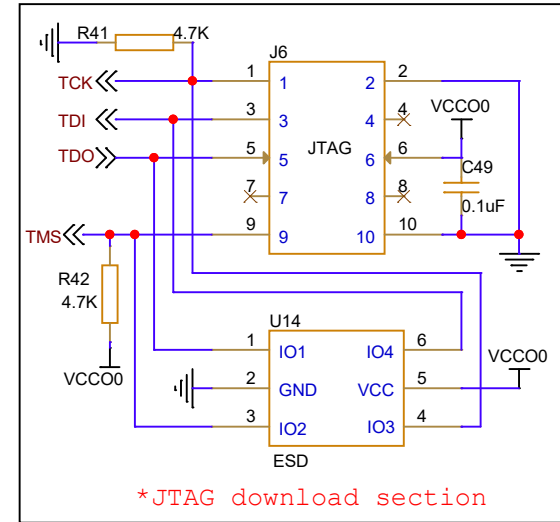 R41 4.7K
J6
TCK 1 1 2 2
TDI 3 3 4 4 VCCO0
TDO 5 5 JTAG 6 6
C49
7 7 8 8 0.1uF
TMS 9 9 10 10
R42
4.7K
U14
1 IO1 IO4 6
VCCO0 2 GND VCC 5 VCCO0
3 IO2 IO3 4
ESD
*JTAG download section